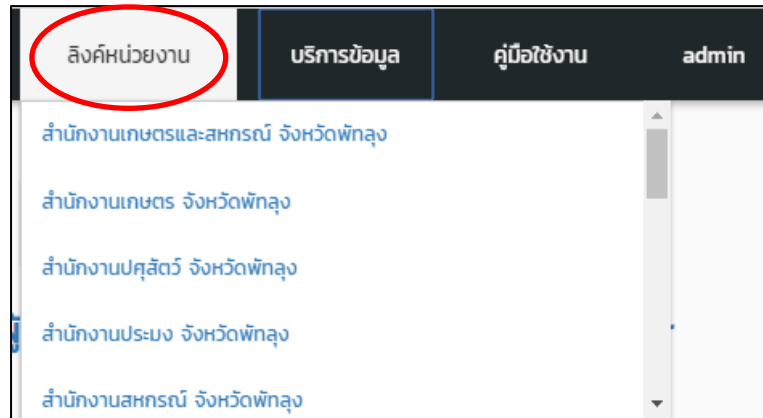 ลิงค์หน่วยงาน บริการข้อมูล คู่มือใช้งาน admin
สำนักงานเกษตรและสหกรณ์ จังหวัดพัทลุง
สำนักงานเกษตร จังหวัดพัทลุง
สำนักงานปศุสัตว์ จังหวัดพัทลุง
สำนักงานประมง จังหวัดพัทลุง
สำนักงานสหกรณ์ จังหวัดพัทลุง